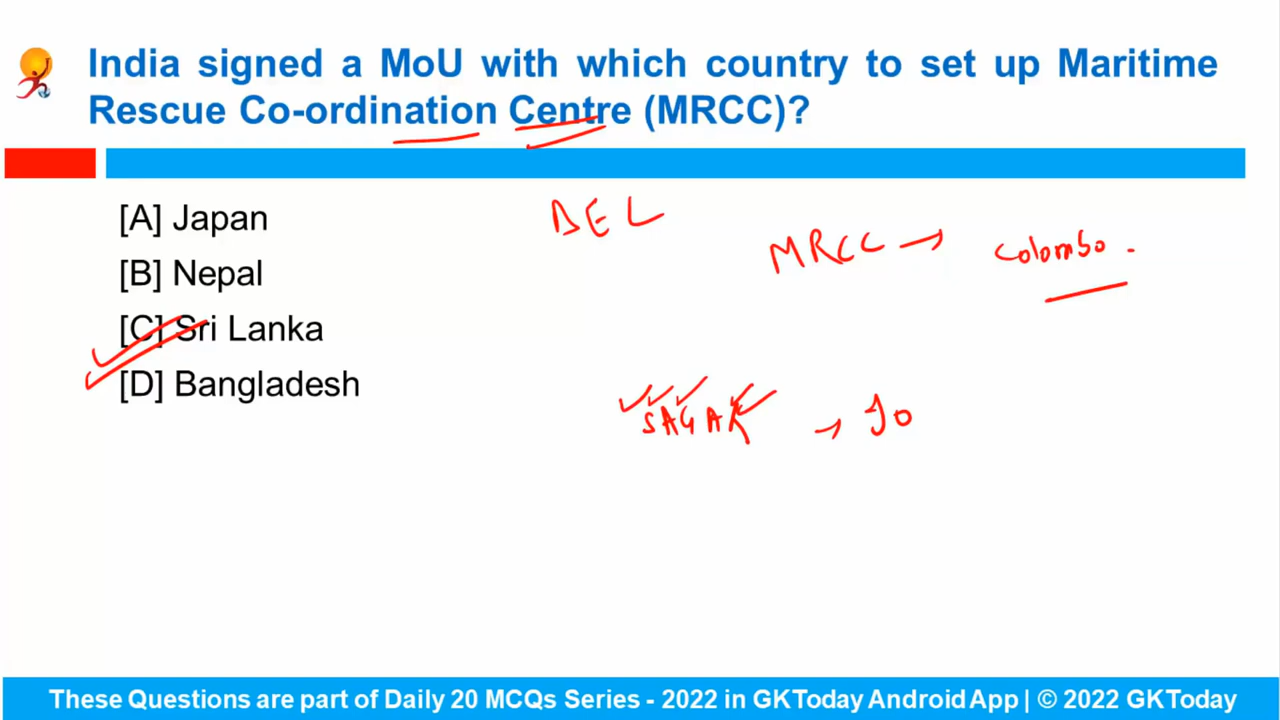 India signed a MoU with which country to set up Maritime
Rescue Co-ordination Centre (MRCC)?
[A] Japan
[B] Nepal
[C] Sri Lanka
[D] Bangladesh
BEL
MRCC → Colombo.
SAGAR →
These Questions are part of Daily 20 MCQs Series - 2022 in GKToday Android App | © 2022 GKToday